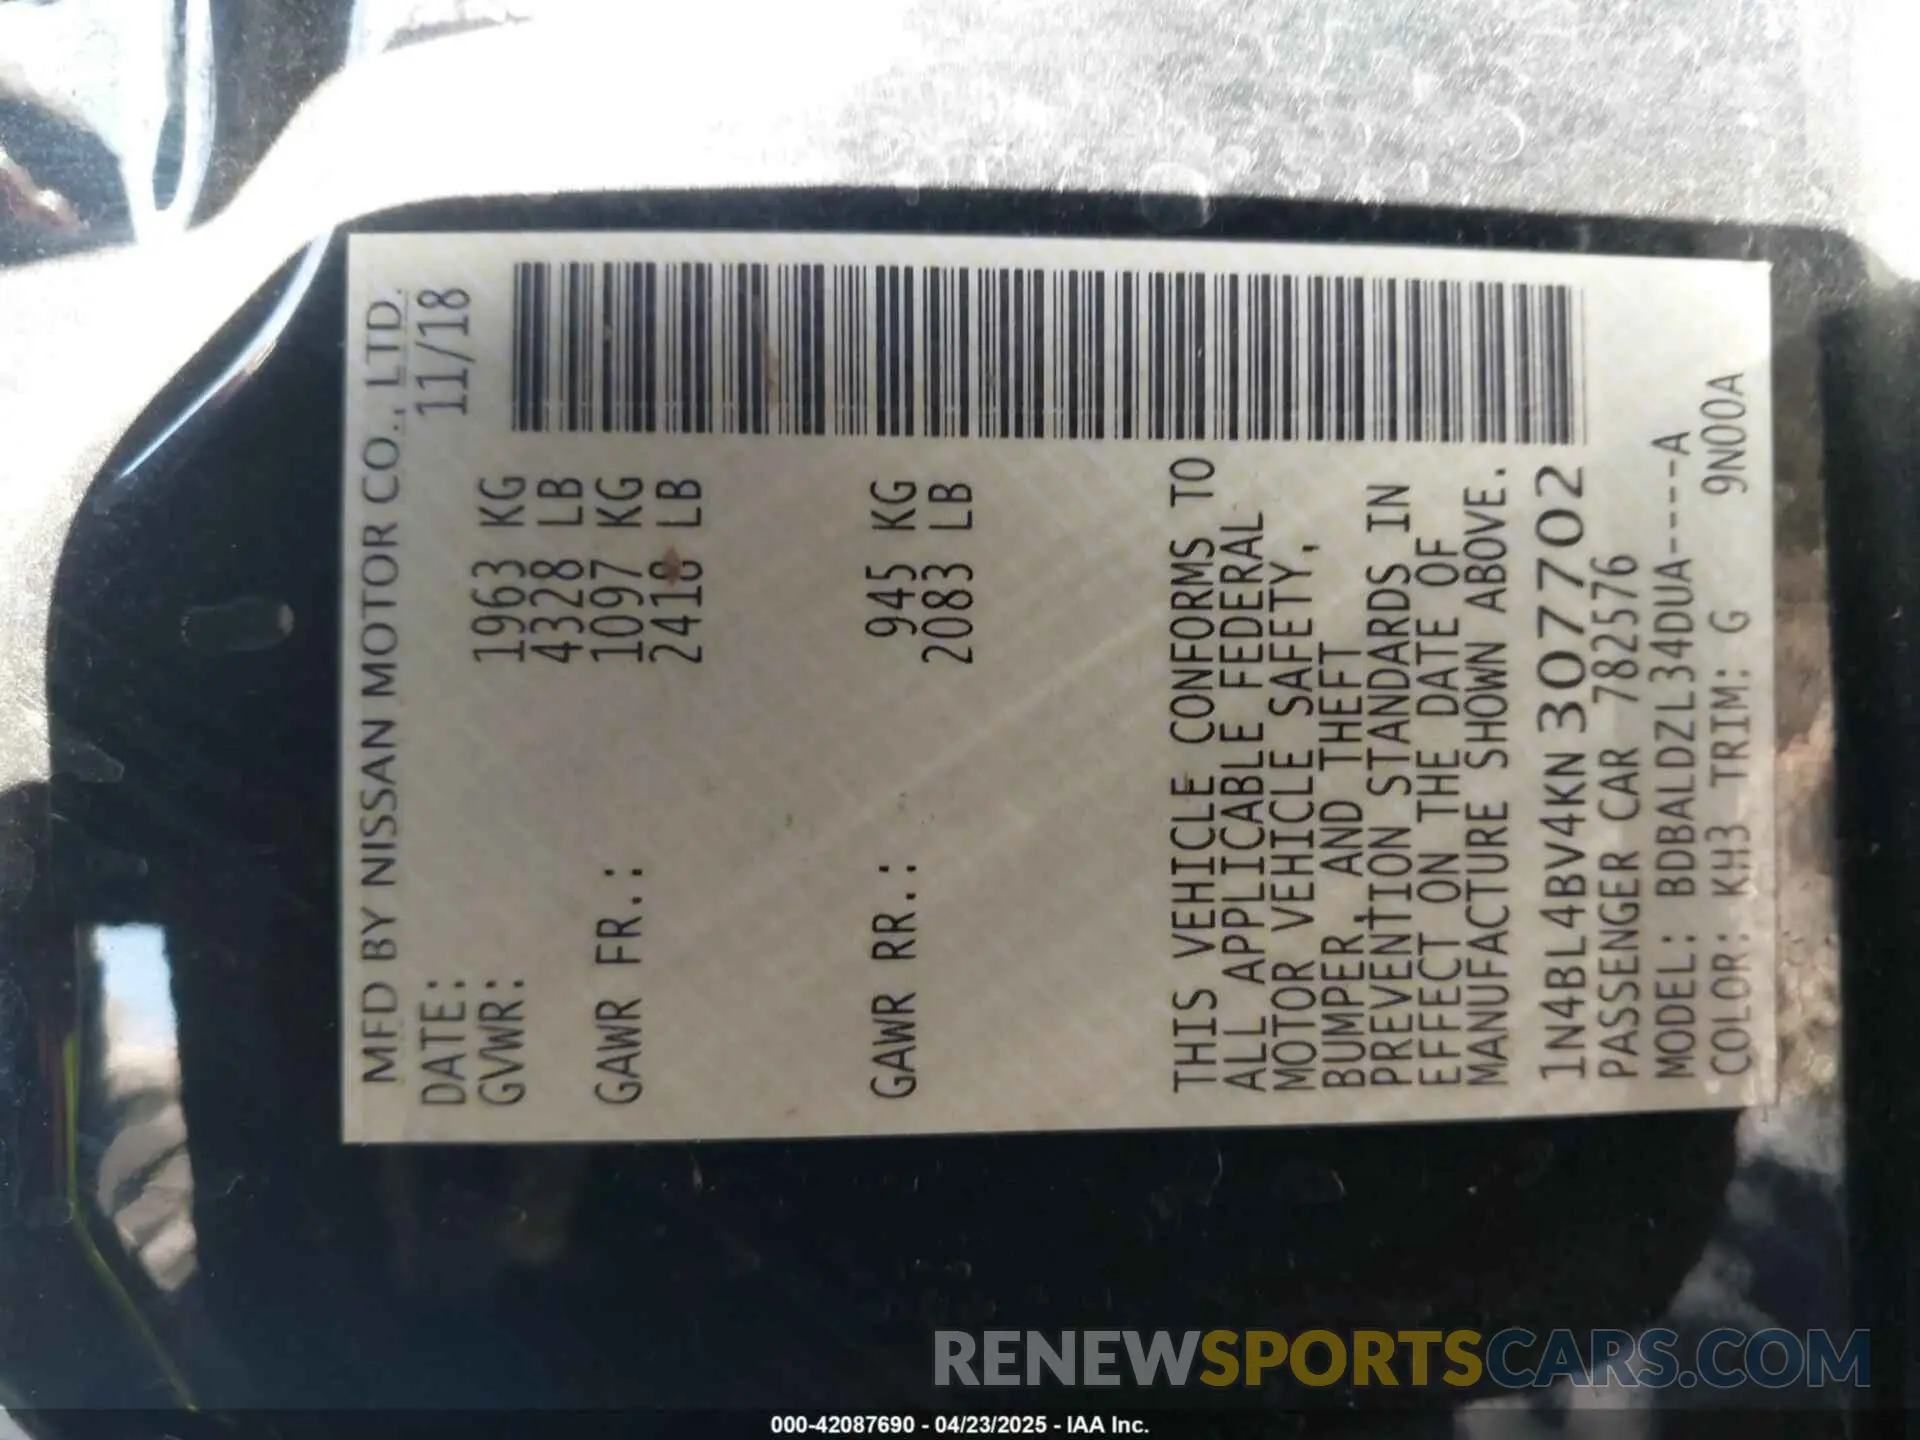 MFD BY NISSAN MOTOR CO., LTD.
DATE: 11/18
GVWR: 1963 KG
4328 LB
GAWR FR.: 1097 KG
2418 LB
GAWR RR.: 945 KG
2083 LB
THIS VEHICLE CONFORMS TO
ALL APPLICABLE FEDERAL
MOTOR VEHICLE SAFETY,
BUMPER, AND THEFT
PREVENTION STANDARDS IN
EFFECT ON THE DATE OF
MANUFACTURE SHOWN ABOVE.
1N4BL4BV4KN307702
PASSENGER CAR 782576
MODEL: BDBALDZL34DUA-----A
COLOR: KH3 TRIM: G 9N00A
RENEWSPORTSCARS.COM
000-42087690 - 04/23/2025 - IAA Inc.